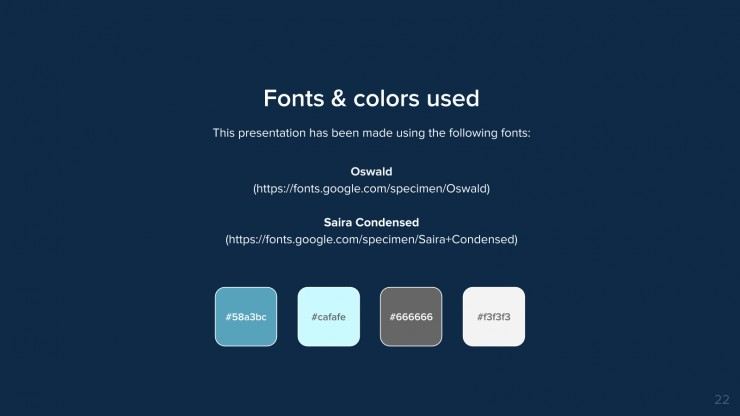 Fonts & colors used
This presentation has been made using the following fonts:
Oswald
(https://fonts.google.com/specimen/Oswald)
Saira Condensed
(https://fonts.google.com/specimen/Saira+Condensed)
#58a3bc #cafafe #666666 #f3f3f3
22